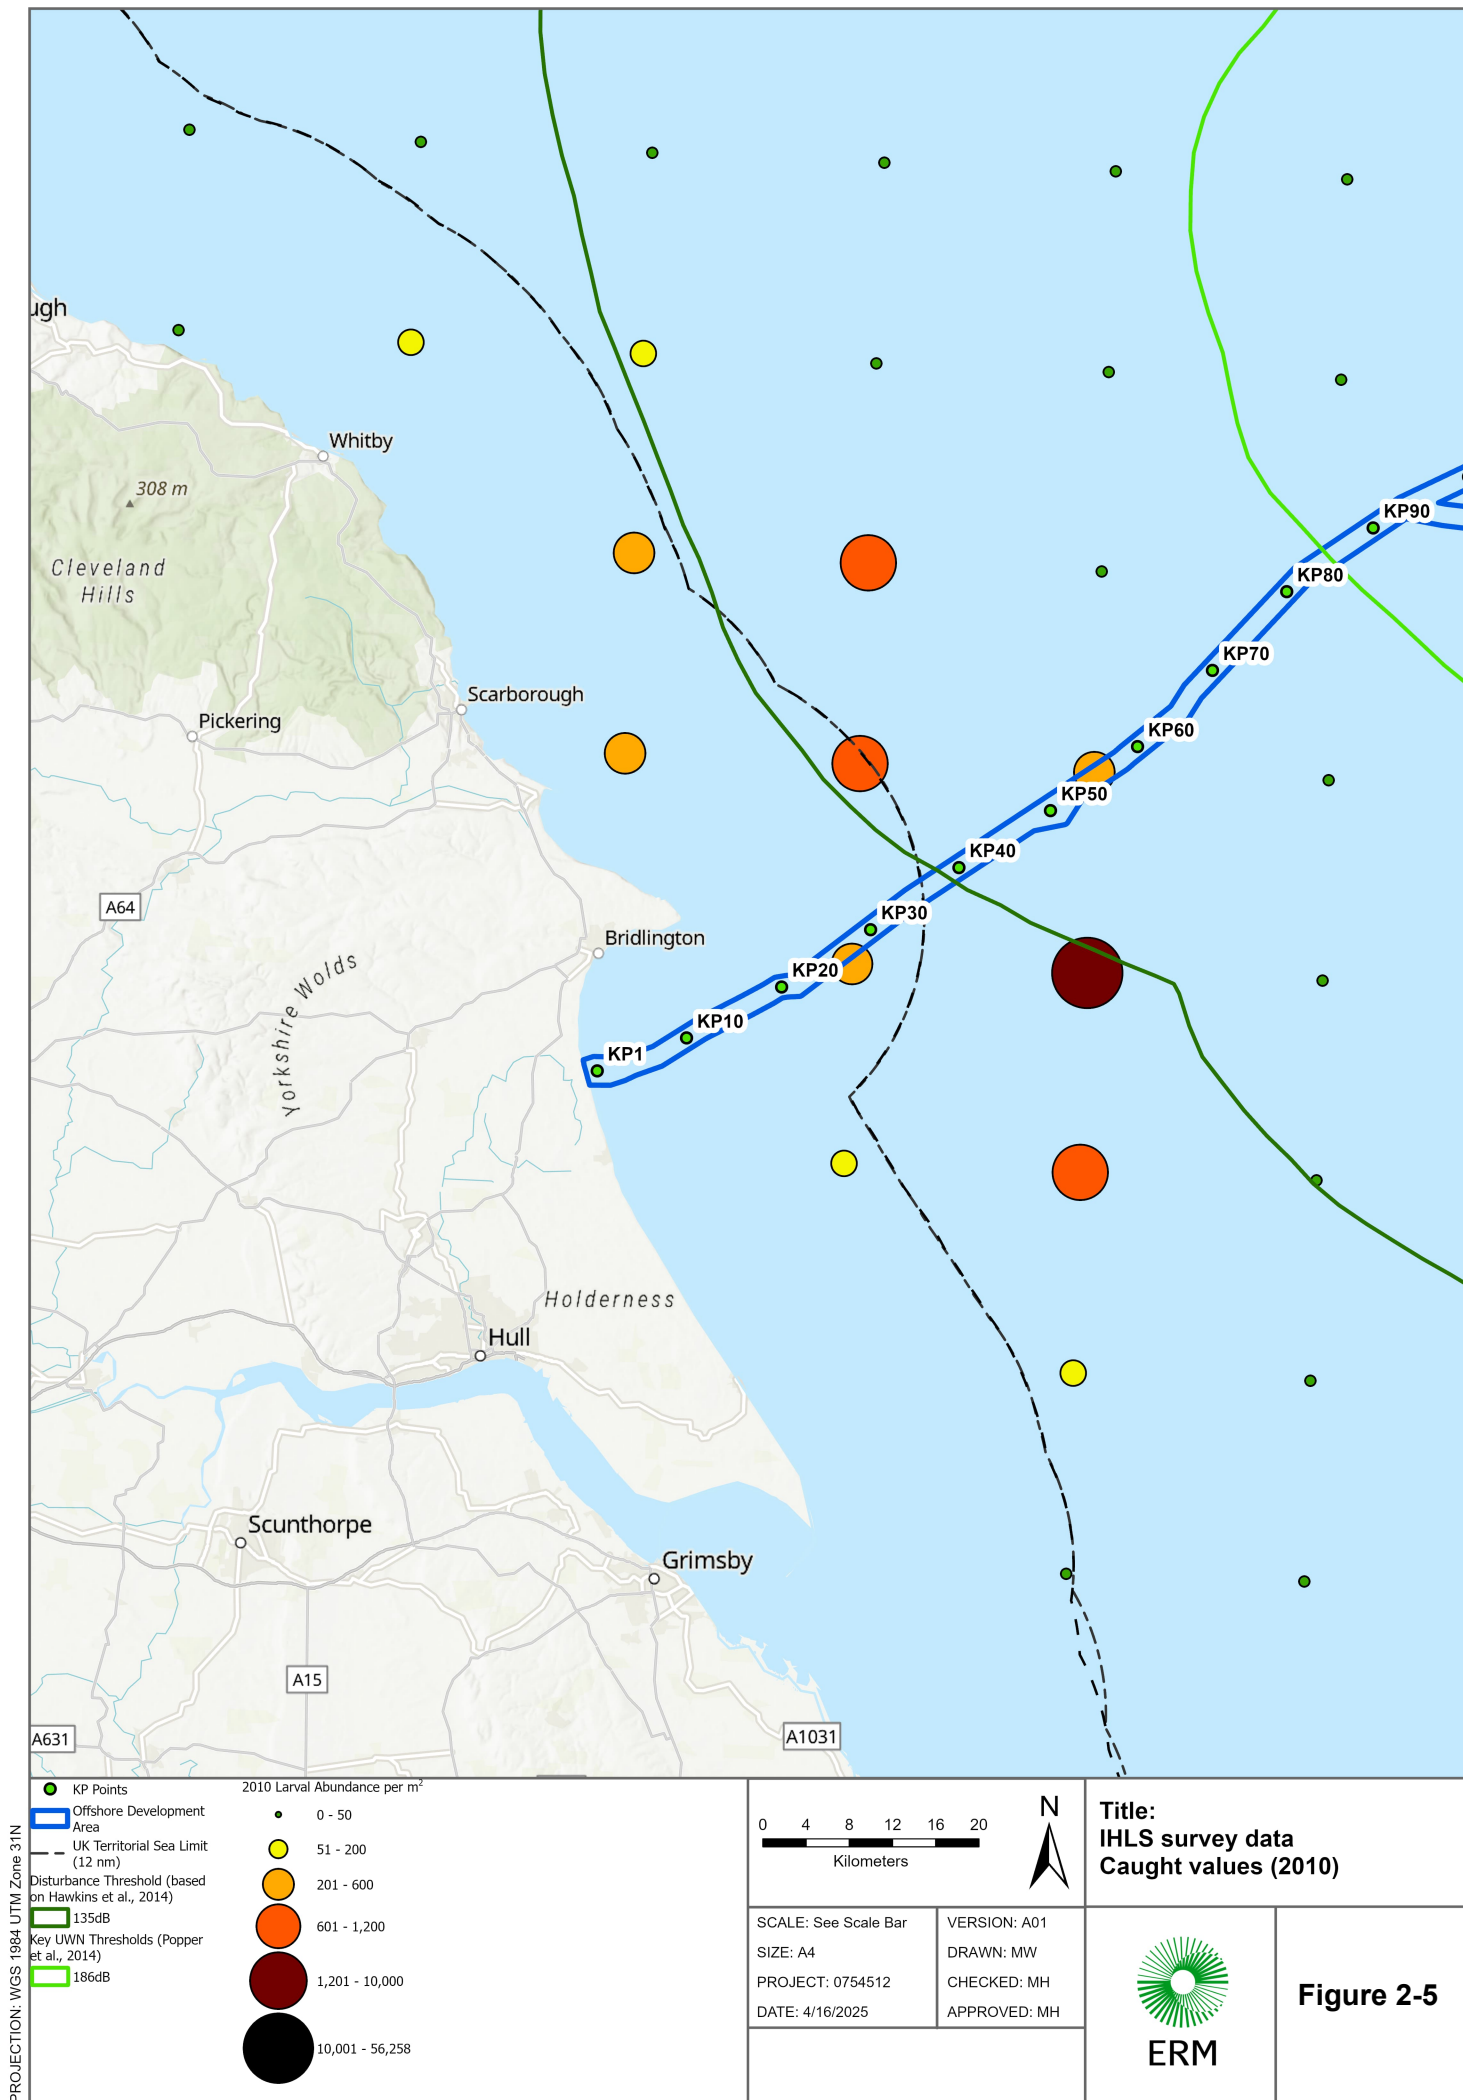 ugh
Whitby
308 m
Cleveland
Hills
KP90
KP80
KP70
Scarborough
Pickering
KP60
KP50
KP40
A64
KP30
Bridlington
Yorkshire Wolds
KP20
KP10
KP1
Holderness
Hull
Scunthorpe
Grimsby
A15
A631
A1031
PROJECTION: WGS 1984 UTM Zone 31N
KP Points
Offshore Development
Area
UK Territorial Sea Limit
(12 nm)
Disturbance Threshold (based
on Hawkins et al., 2014)
135dB
Key UWN Thresholds (Popper
et al., 2014)
186dB
2010 Larval Abundance per m²
0 - 50
51 - 200
201 - 600
601 - 1,200
1,201 - 10,000
10,001 - 56,258
0 4 8 12 16 20
Kilometers
N
Title:
IHLS survey data
Caught values (2010)
SCALE: See Scale Bar
SIZE: A4
PROJECT: 0754512
DATE: 4/16/2025
VERSION: A01
DRAWN: MW
CHECKED: MH
APPROVED: MH
ERM
Figure 2-5